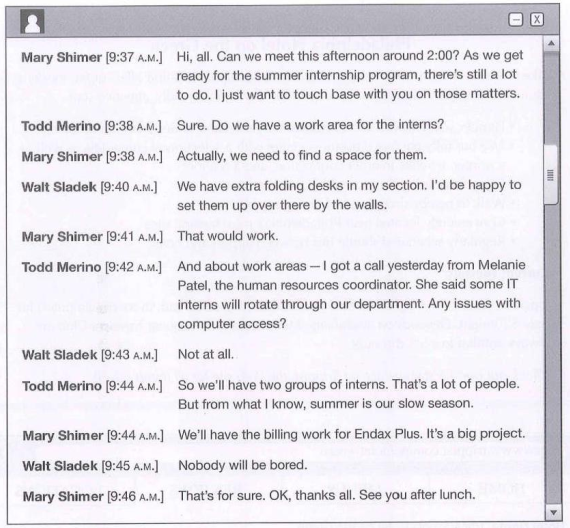 Mary Shimer [9:37 A.M.] Hi, all. Can we meet this afternoon around 2:00? As we get
ready for the summer internship program, there's still a lot
to do. I just want to touch base with you on those matters.
Todd Merino [9:38 A.M.] Sure. Do we have a work area for the interns?
Mary Shimer [9:38 A.M.] Actually, we need to find a space for them.
Walt Sladek [9:40 A.M.] We have extra folding desks in my section. I'd be happy to
set them up over there by the walls.
Mary Shimer [9:41 A.M.] That would work.
Todd Merino [9:42 A.M.] And about work areas — I got a call yesterday from Melanie
Patel, the human resources coordinator. She said some IT
interns will rotate through our department. Any issues with
computer access?
Walt Sladek [9:43 A.M.] Not at all.
Todd Merino [9:44 A.M.] So we'll have two groups of interns. That's a lot of people.
But from what I know, summer is our slow season.
Mary Shimer [9:44 A.M.] We'll have the billing work for Endax Plus. It's a big project.
Walt Sladek [9:45 A.M.] Nobody will be bored.
Mary Shimer [9:46 A.M.] That's for sure. OK, thanks all. See you after lunch.